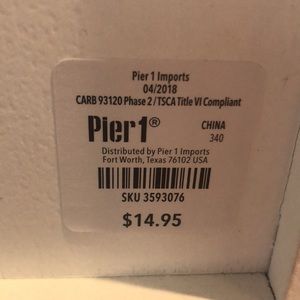 Pier 1 Imports
04/2018
CARB 93120 Phase 2/TSCA Title VI Compliant
Pier1® CHINA
340
Distributed by Pier 1 Imports
Fort Worth, Texas 76102 USA
SKU 3593076
$14.95